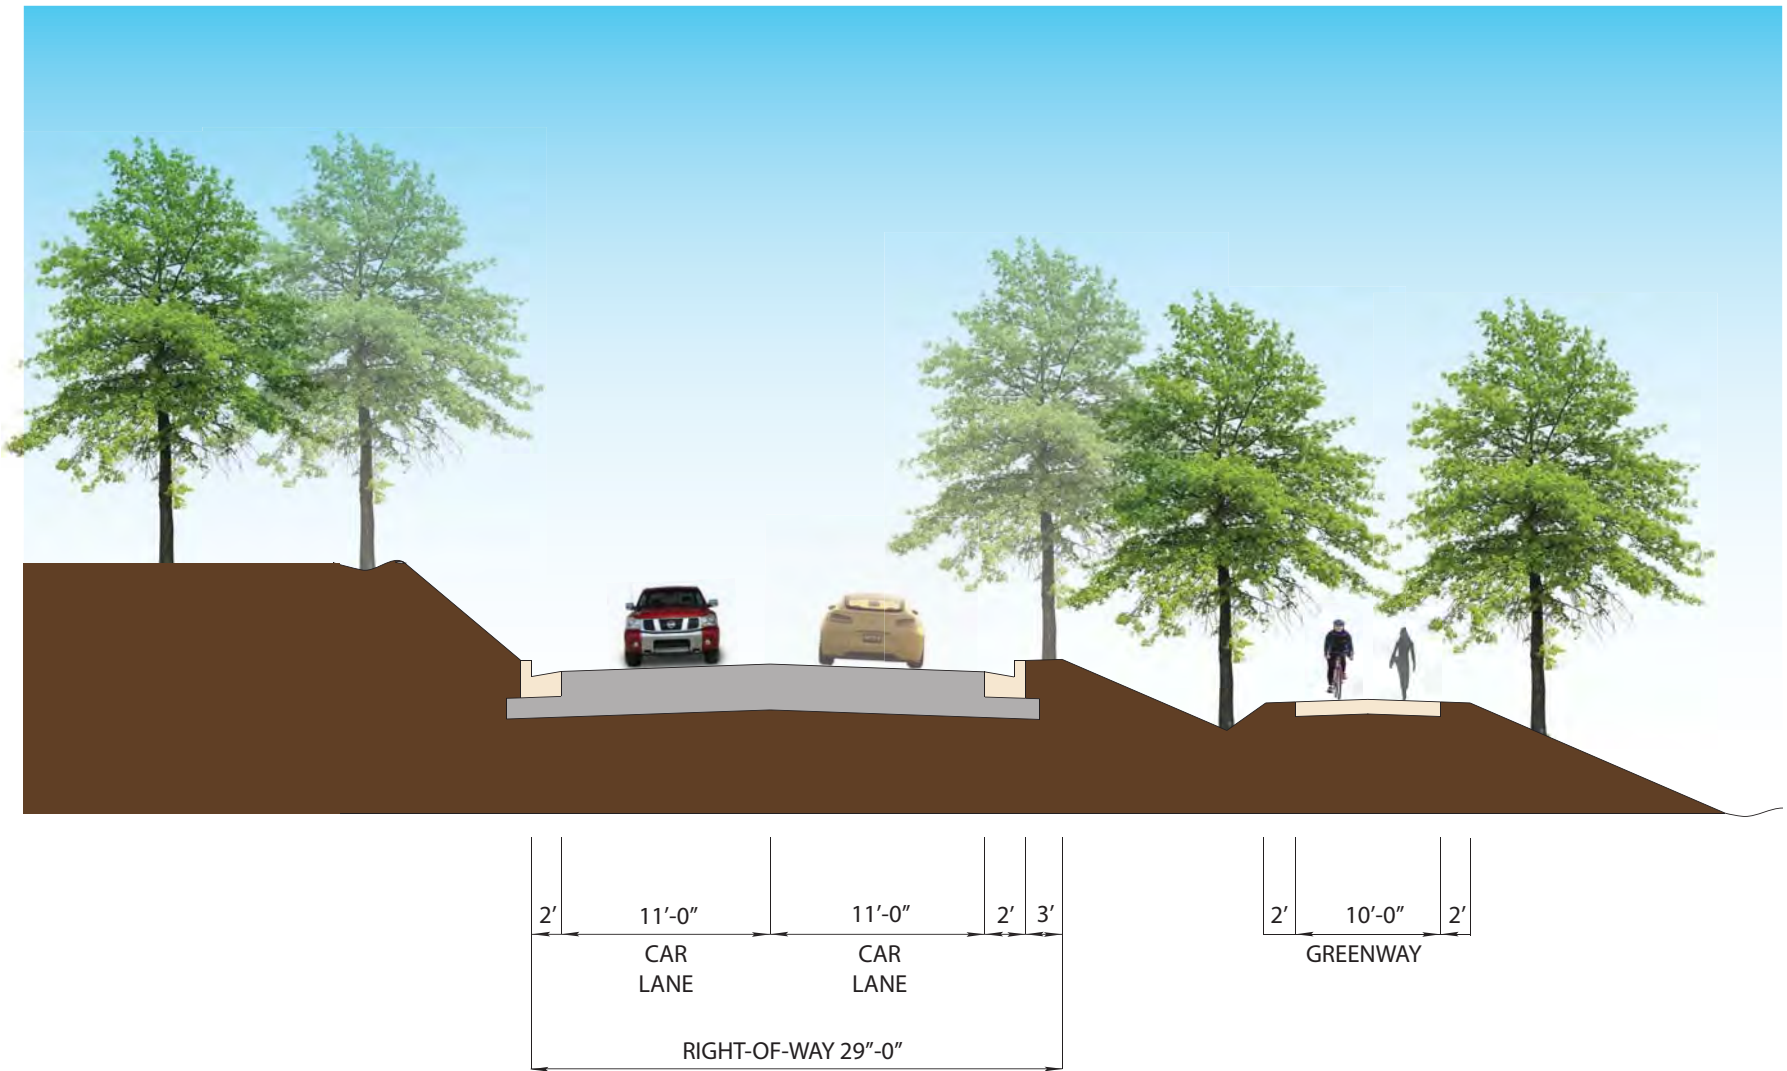 2’ 11’-0” 11’-0” 2’ 3’ 2’ 10’-0” 2’
CAR CAR GREENWAY
LANE LANE
RIGHT-OF-WAY 29”-0”